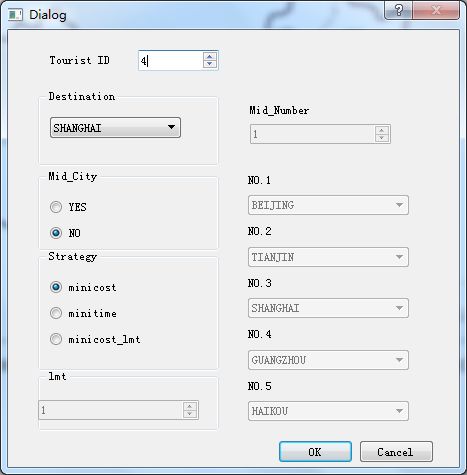 Dialog
Tourist ID
4
Destination
SHANGHAI
Mid_City
YES
NO
Strategy
minicost
minitime
minicost_lmt
lmt
1
Mid_Number
1
NO.1
BEIJING
NO.2
TIANJIN
NO.3
SHANGHAI
NO.4
GUANGZHOU
NO.5
HAIKOU
OK
Cancel